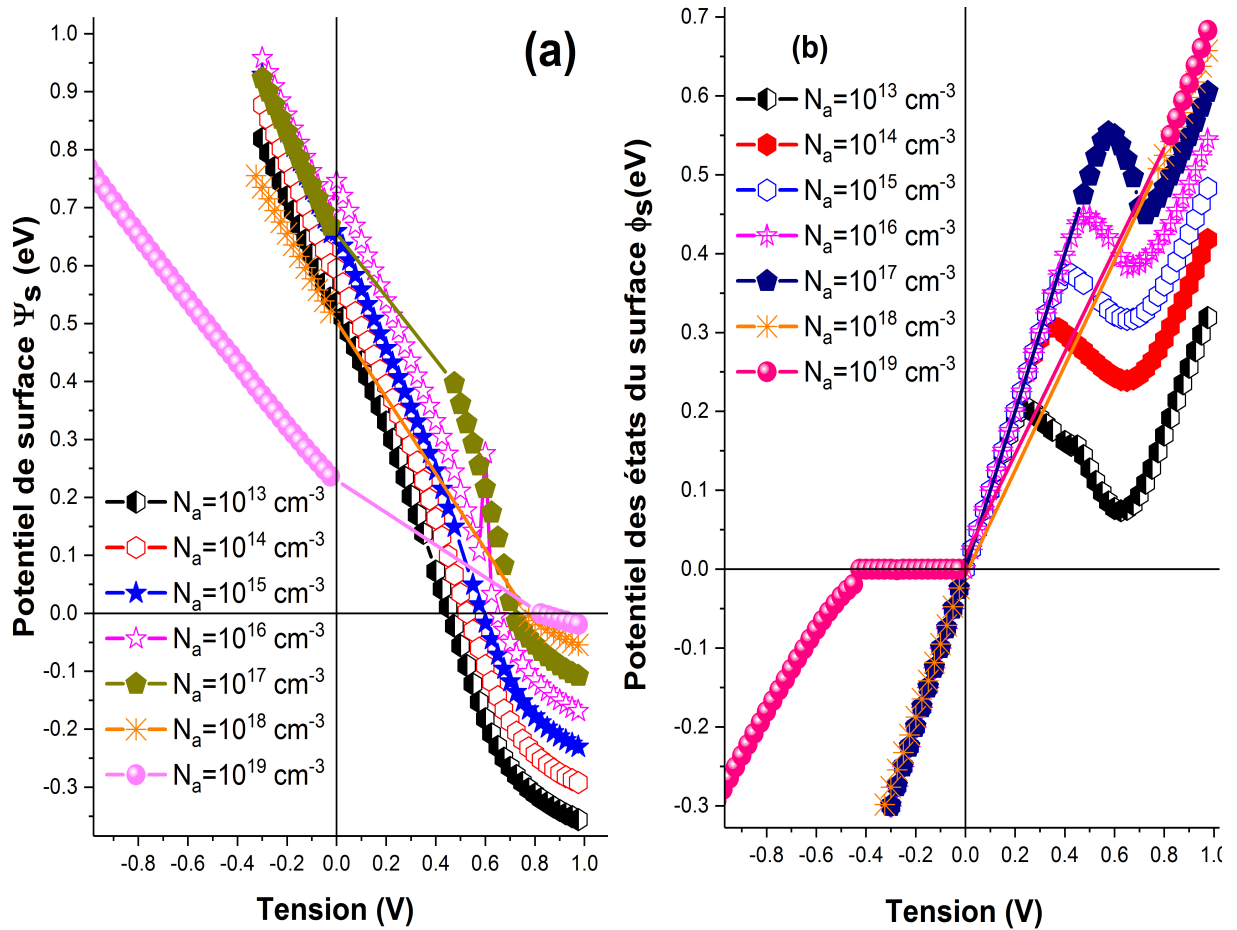 (a)
Potentiel de surface Ψs (eV)
1.0
0.9
0.8
0.7
0.6
0.5
0.4
0.3
0.2
0.1
0.0
-0.1
-0.2
-0.3
Na=10^13 cm^-3
Na=10^14 cm^-3
Na=10^15 cm^-3
Na=10^16 cm^-3
Na=10^17 cm^-3
Na=10^18 cm^-3
Na=10^19 cm^-3
-0.8 -0.6 -0.4 -0.2 0.0 0.2 0.4 0.6 0.8 1.0
Tension (V)
(b)
Potentiel des états du surface ϕs(eV)
0.7
0.6
0.5
0.4
0.3
0.2
0.1
0.0
-0.1
-0.2
-0.3
Na=10^13 cm^-3
Na=10^14 cm^-3
Na=10^15 cm^-3
Na=10^16 cm^-3
Na=10^17 cm^-3
Na=10^18 cm^-3
Na=10^19 cm^-3
-0.8 -0.6 -0.4 -0.2 0.0 0.2 0.4 0.6 0.8 1.0
Tension (V)